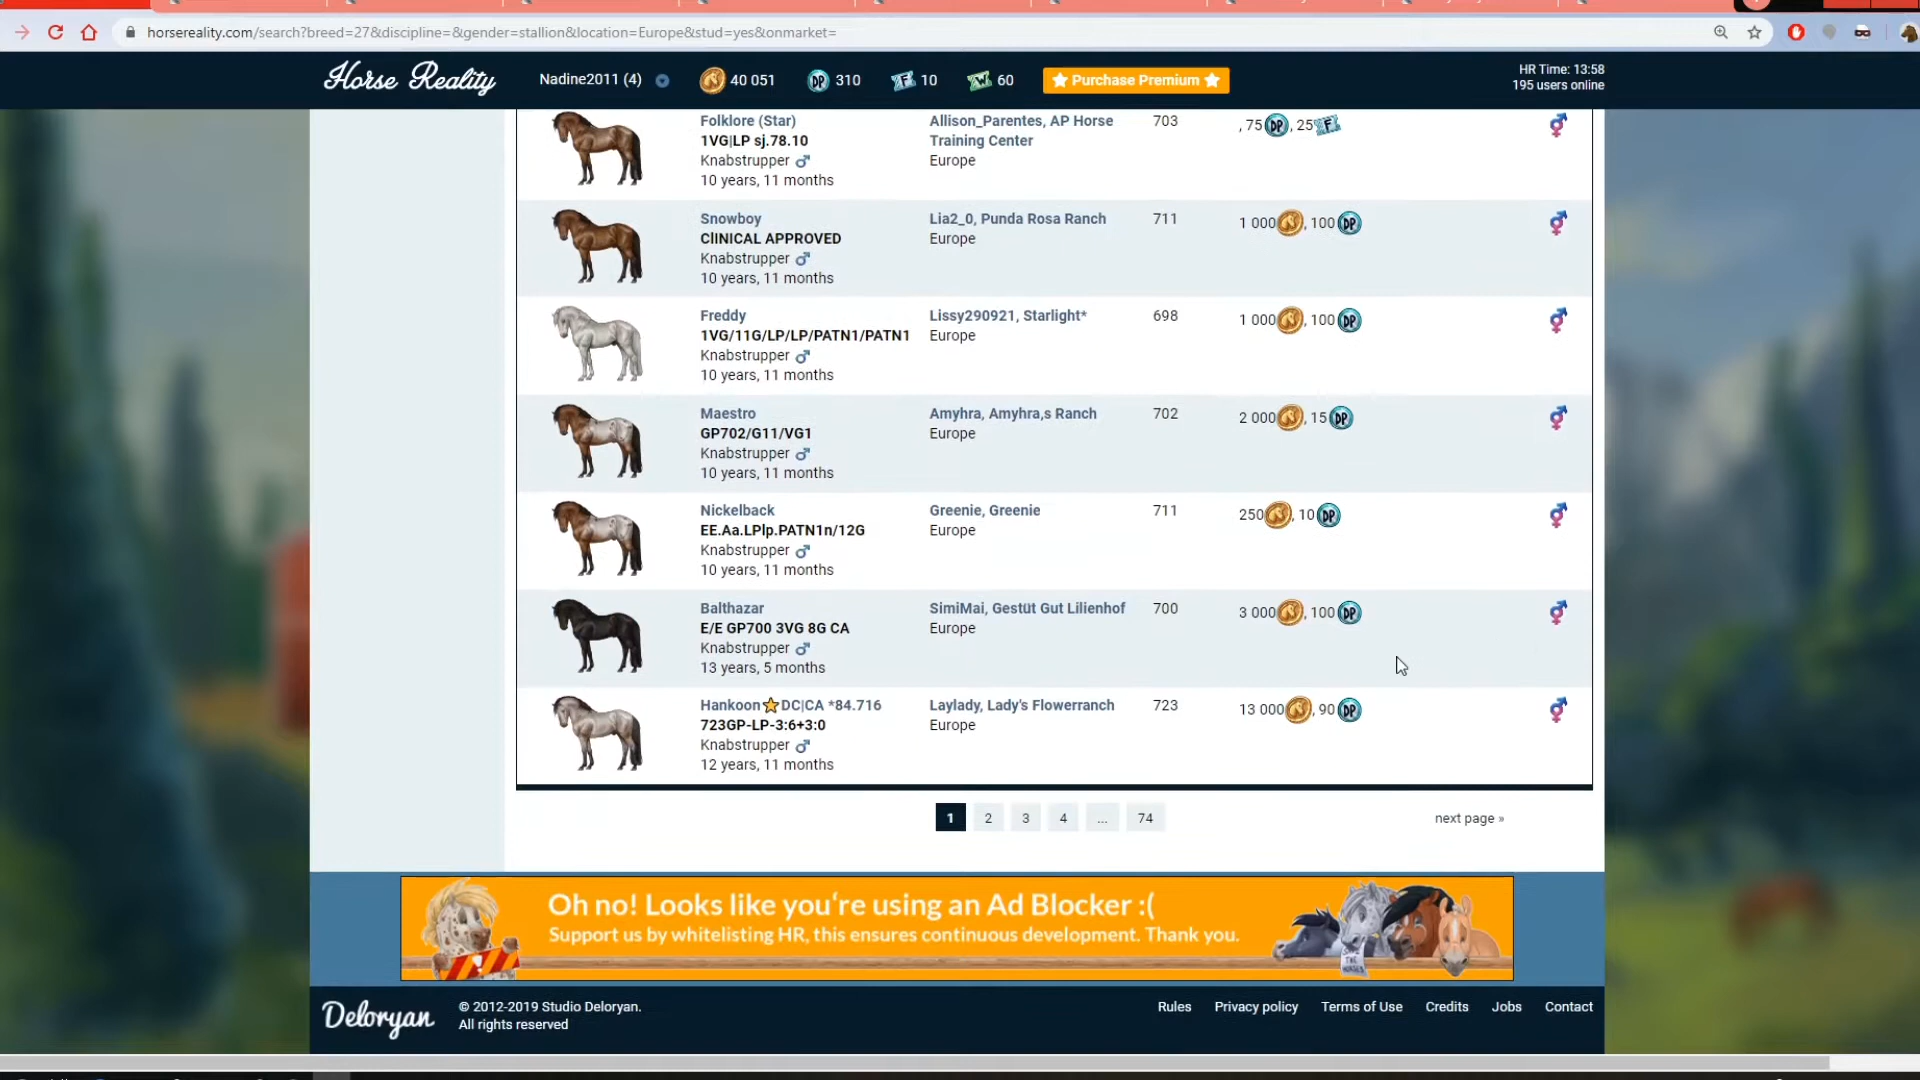 horsereality.com/search?breed=27&discipline=&gender=stallion&location=Europe&stud=yes&onmarket=
Horse Reality
Nadine2011 (4)
40 051
DP 310
F 10
W 60
Purchase Premium
HR Time: 13:58
195 users online
Folklore (Star)
1VG|LP sj.78.10
Knabstrupper
10 years, 11 months
Allison_Parentes, AP Horse
Training Center
Europe
703
, 75 DP, 25 F
Snowboy
ClINICAL APPROVED
Knabstrupper
10 years, 11 months
Lia2_0, Punda Rosa Ranch
Europe
711
1 000, 100 DP
Freddy
1VG/11G/LP/LP/PATN1/PATN1
Knabstrupper
10 years, 11 months
Lissy290921, Starlight*
Europe
698
1 000, 100 DP
Maestro
GP702/G11/VG1
Knabstrupper
10 years, 11 months
Amyhra, Amyhra,s Ranch
Europe
702
2 000, 15 DP
Nickelback
EE.Aa.LPlp.PATN1n/12G
Knabstrupper
10 years, 11 months
Greenie, Greenie
Europe
711
250, 10 DP
Balthazar
E/E GP700 3VG 8G CA
Knabstrupper
13 years, 5 months
SimiMai, Gestüt Gut Lilienhof
Europe
700
3 000, 100 DP
Hankoon⭐DC|CA *84.716
723GP-LP-3:6+3:0
Knabstrupper
12 years, 11 months
Laylady, Lady's Flowerranch
Europe
723
13 000, 90 DP
1 2 3 4 ... 74
next page »
Oh no! Looks like you're using an Ad Blocker :(
Support us by whitelisting HR, this ensures continuous development. Thank you.
Deloryan
© 2012-2019 Studio Deloryan.
All rights reserved
Rules Privacy policy Terms of Use Credits Jobs Contact